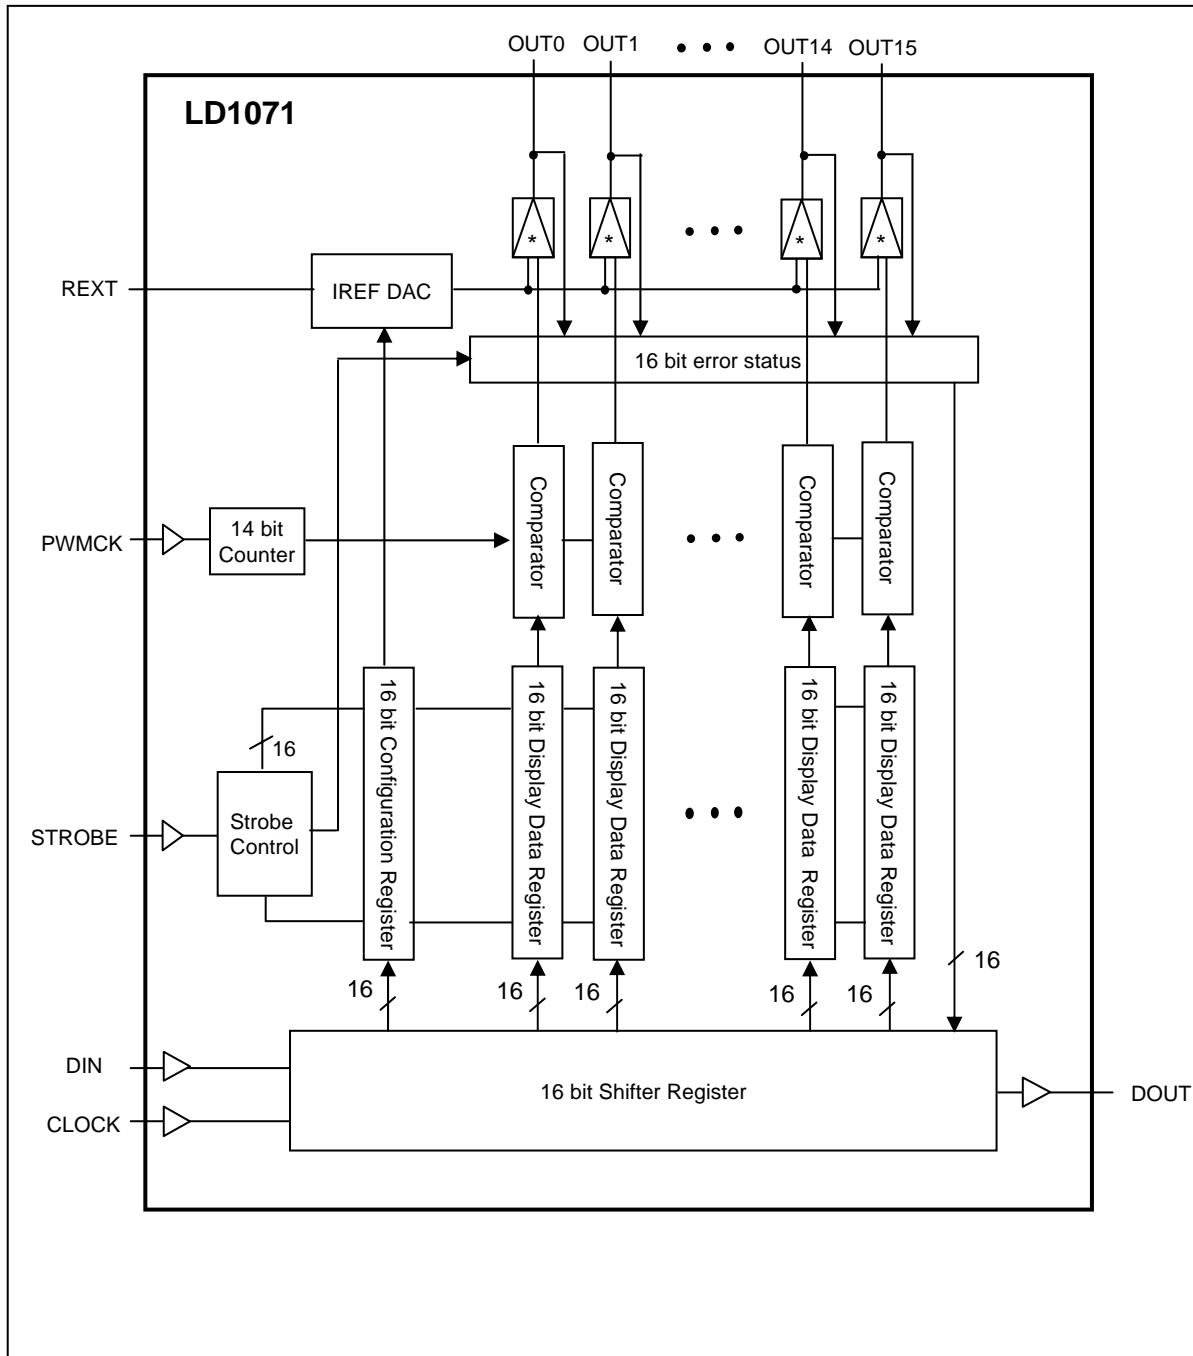 OUT0 OUT1 OUT14 OUT15
LD1071
* * * *
REXT
IREF DAC
16 bit error status
Comparator
Comparator
Comparator
Comparator
PWMCK
14 bit
Counter
16 bit Configuration Register
16 bit Display Data Register
16 bit Display Data Register
16 bit Display Data Register
16 bit Display Data Register
16
STROBE
Strobe
Control
16
16 16 16 16 16
DIN
16 bit Shifter Register
DOUT
CLOCK